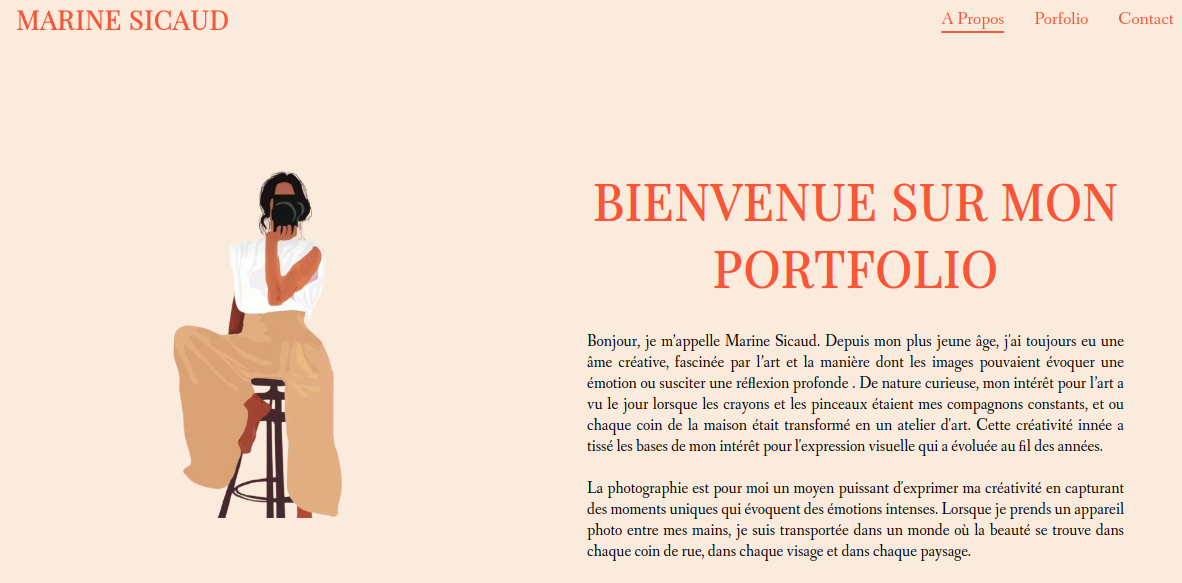 MARINE SICAUD
A Propos
Porfolio
Contact
BIENVENUE SUR MON
PORTFOLIO
Bonjour, je m'appelle Marine Sicaud. Depuis mon plus jeune âge, j'ai toujours eu une
âme créative, fascinée par l'art et la manière dont les images pouvaient évoquer une
émotion ou susciter une réflexion profonde . De nature curieuse, mon intérêt pour l'art a
vu le jour lorsque les crayons et les pinceaux étaient mes compagnons constants, et ou
chaque coin de la maison était transformé en un atelier d'art. Cette créativité innée a
tissé les bases de mon intérêt pour l'expression visuelle qui a évoluée au fil des années.
La photographie est pour moi un moyen puissant d'exprimer ma créativité en capturant
des moments uniques qui évoquent des émotions intenses. Lorsque je prends un appareil
photo entre mes mains, je suis transportée dans un monde où la beauté se trouve dans
chaque coin de rue, dans chaque visage et dans chaque paysage.